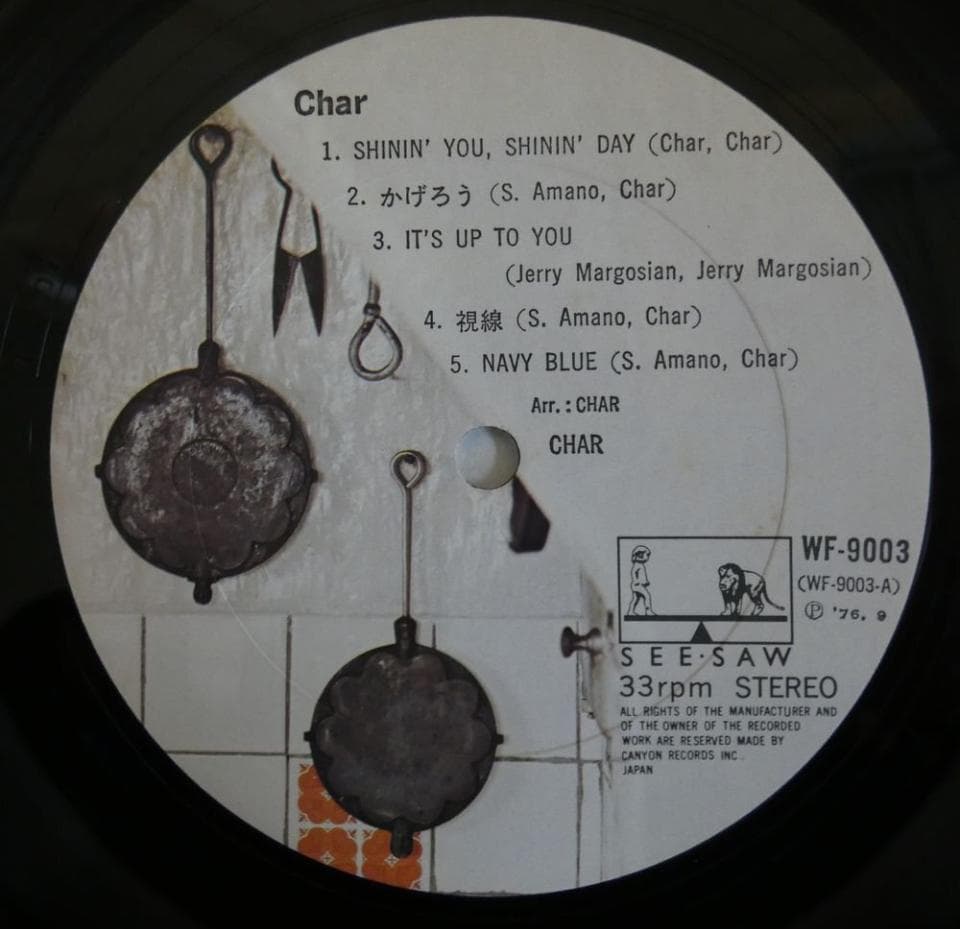 Char
1. SHININ' YOU, SHININ' DAY (Char, Char)
2. かげろう (S. Amano, Char)
3. IT'S UP TO YOU
(Jerry Margosian, Jerry Margosian)
4. 視線 (S. Amano, Char)
5. NAVY BLUE (S. Amano, Char)
Arr.: CHAR
CHAR
WF-9003
(WF-9003-A)
Ⓟ '76. 9
SEE·SAW
33rpm STEREO
ALL RIGHTS OF THE MANUFACTURER AND
OF THE OWNER OF THE RECORDED
WORK ARE RESERVED MADE BY
CANYON RECORDS INC.
JAPAN